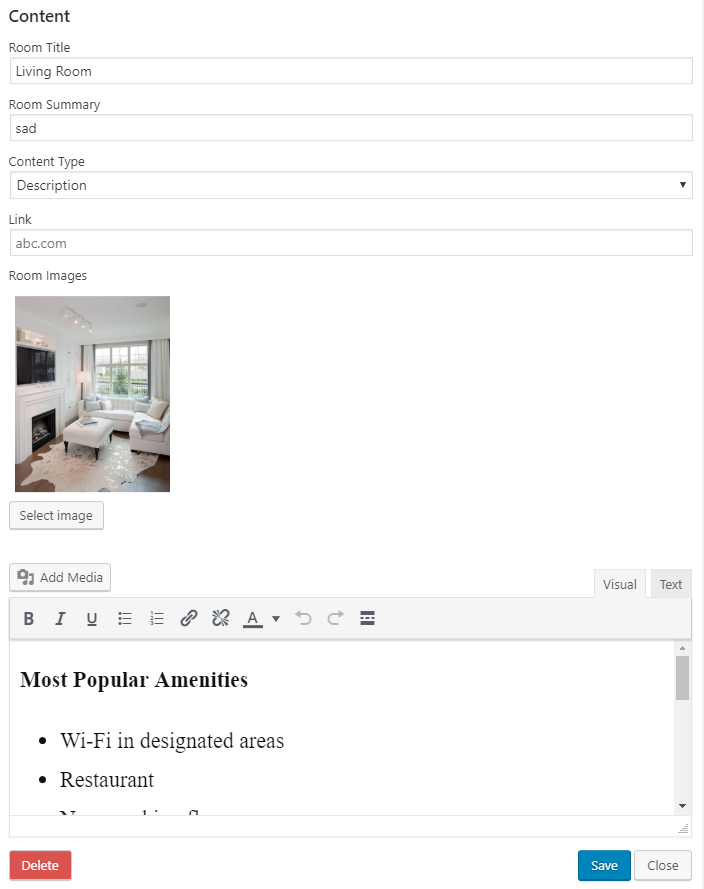 Content
Room Title
Living Room
Room Summary
sad
Content Type
Description
Link
abc.com
Room Images
Select image
Add Media
Visual Text
B I U A
Most Popular Amenities
• Wi-Fi in designated areas
• Restaurant
Delete Save Close